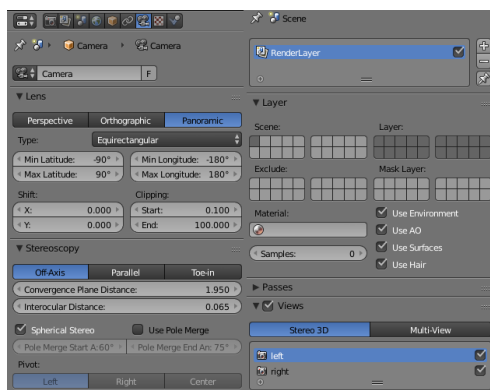 Camera
Camera
Camera
F
Lens
Perspective
Orthographic
Panoramic
Type:
Equirectangular
Min Latitude: -90°
Min Longitude: -180°
Max Latitude: 90°
Max Longitude: 180°
Shift:
Clipping:
X: 0.000
Start: 0.100
Y: 0.000
End: 100.000
Stereoscopy
Off-Axis
Parallel
Toe-in
Convergence Plane Distance: 1.950
Interocular Distance: 0.065
Spherical Stereo
Use Pole Merge
Pole Merge Start A: 60°
Pole Merge End An: 75°
Pivot:
Left
Right
Center
Scene
RenderLayer
Layer
Scene:
Layer:
Exclude:
Mask Layer:
Material:
Use Environment
Use AO
Samples: 0
Use Surfaces
Use Hair
Passes
Views
Stereo 3D
Multi-View
left
right